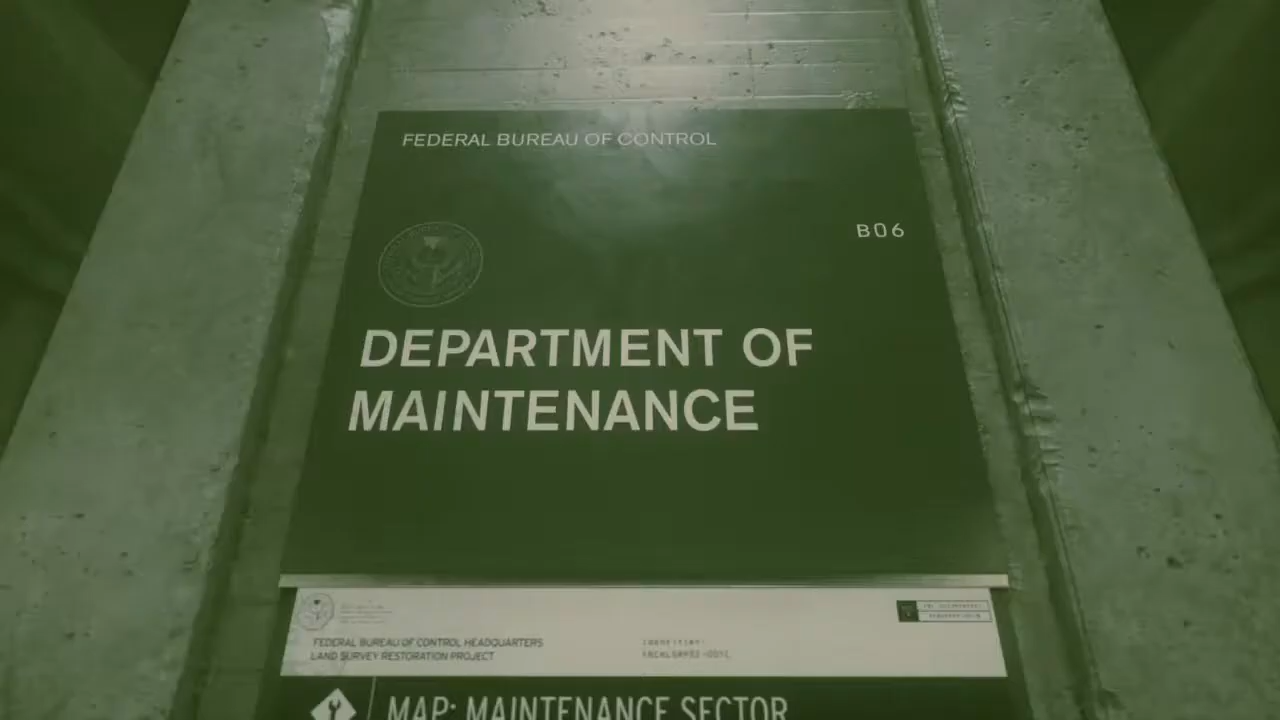 FEDERAL BUREAU OF CONTROL
B06
DEPARTMENT OF
MAINTENANCE
FEDERAL BUREAU OF CONTROL HEADQUARTERS
LAND SURVEY RESTORATION PROJECT
MAP: MAINTENANCE SECTOR